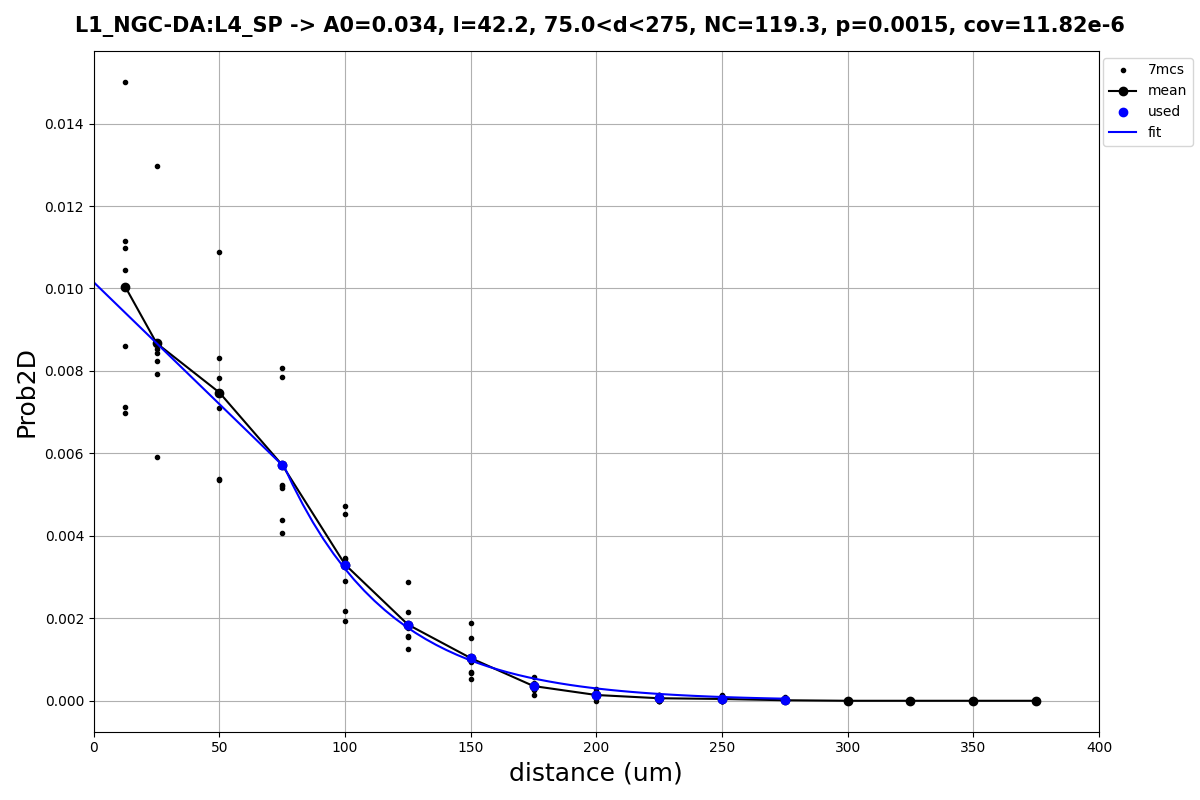 L1_NGC-DA:L4_SP -> A0=0.034, l=42.2, 75.0<d<275, NC=119.3, p=0.0015, cov=11.82e-6
7mcs
mean
used
fit
0.014
0.012
0.010
0.008
0.006
0.004
0.002
0.000
Prob2D
0 50 100 150 200 250 300 350 400
distance (um)